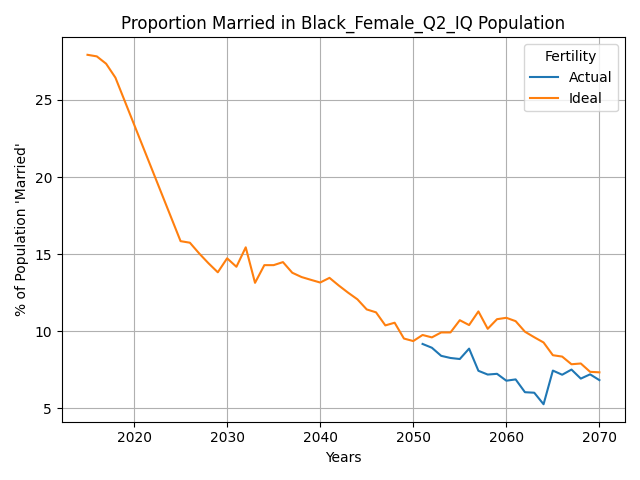 Proportion Married in Black_Female_Q2_IQ Population
% of Population 'Married'
25
20
15
10
5
Fertility
Actual
Ideal
2020 2030 2040 2050 2060 2070
Years